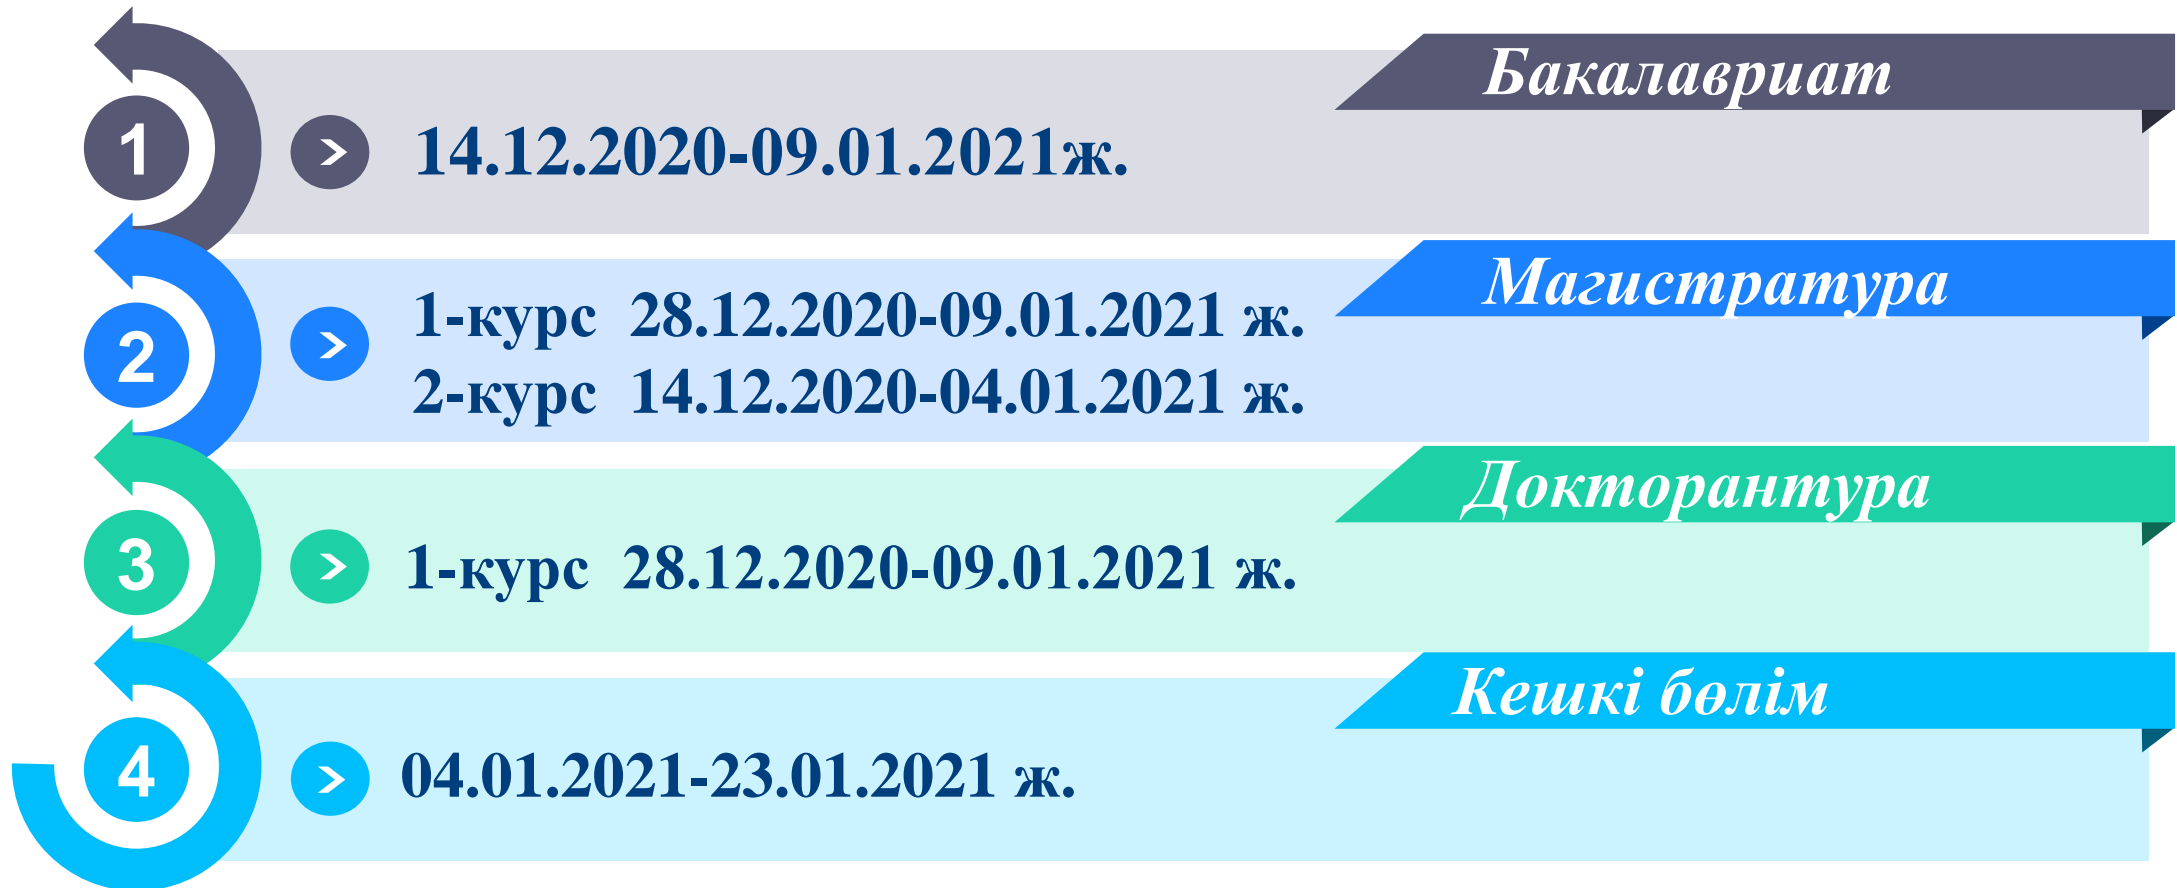 Бакалавриат
1
14.12.2020-09.01.2021ж.
Магистратура
2
1-курс 28.12.2020-09.01.2021 ж.
2-курс 14.12.2020-04.01.2021 ж.
Докторантура
3
1-курс 28.12.2020-09.01.2021 ж.
Кешкі бөлім
4
04.01.2021-23.01.2021 ж.